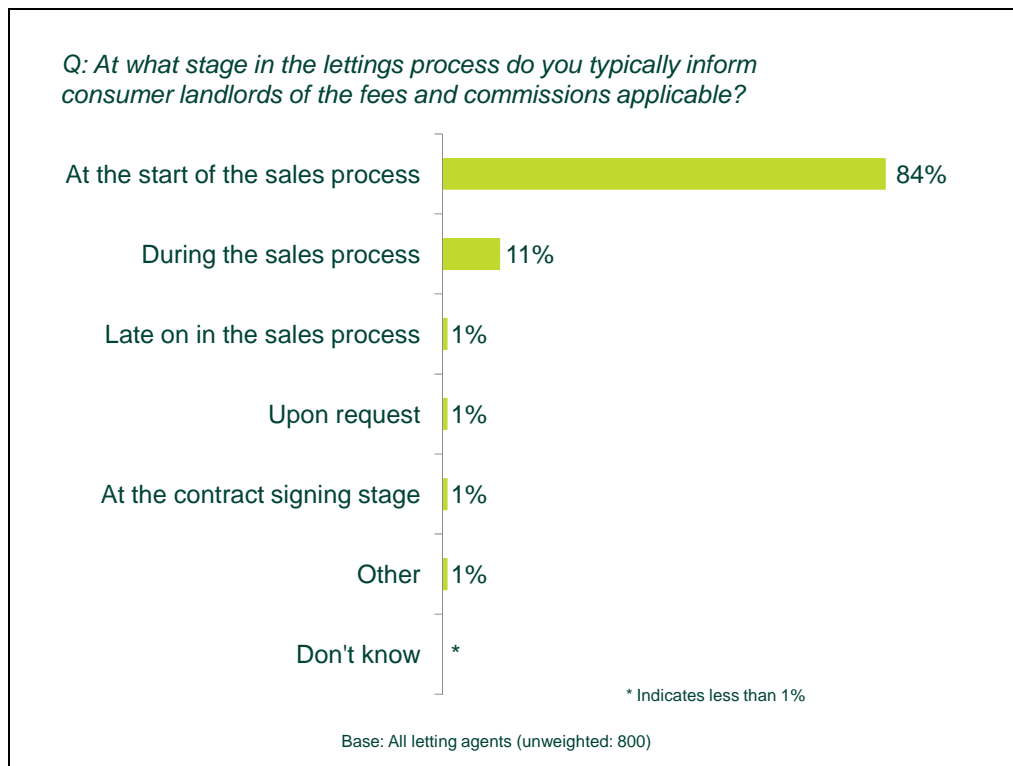 Q: At what stage in the lettings process do you typically inform
consumer landlords of the fees and commissions applicable?
At the start of the sales process 84%
During the sales process 11%
Late on in the sales process 1%
Upon request 1%
At the contract signing stage 1%
Other 1%
Don't know *
* Indicates less than 1%
Base: All letting agents (unweighted: 800)